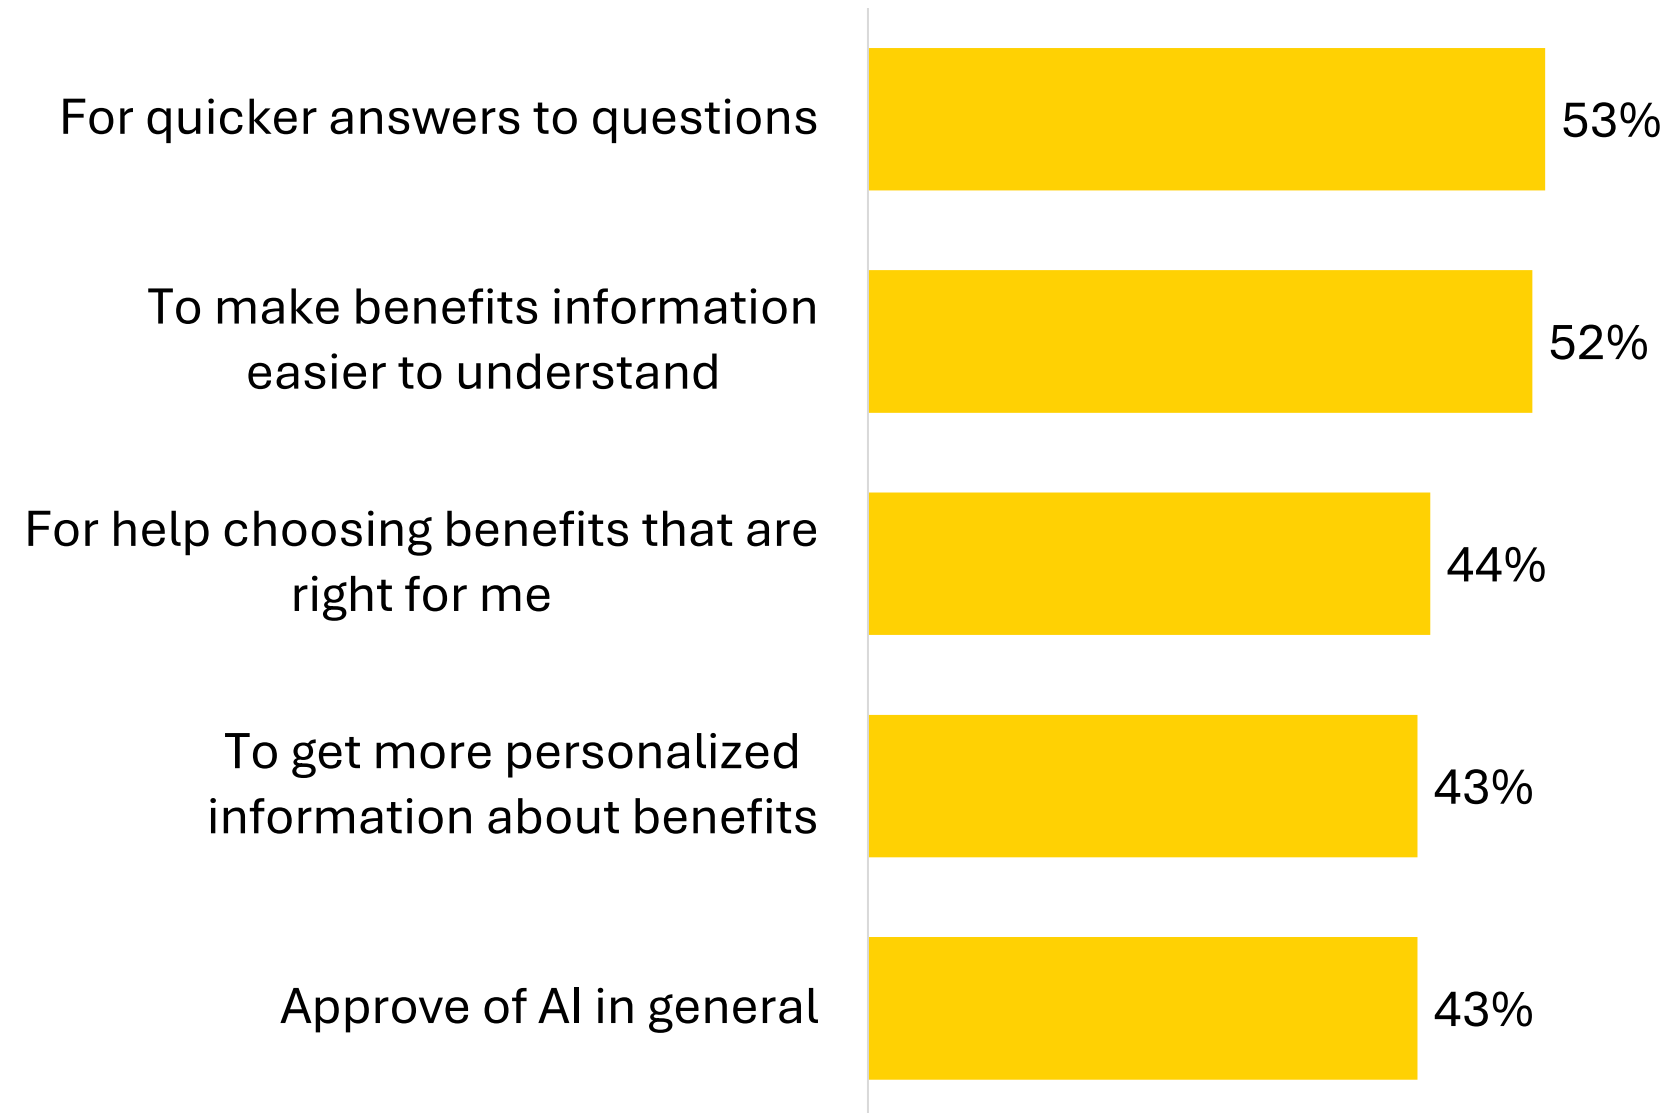 For quicker answers to questions
53%
To make benefits information
easier to understand
52%
For help choosing benefits that are
right for me
44%
To get more personalized
information about benefits
43%
Approve of AI in general
43%